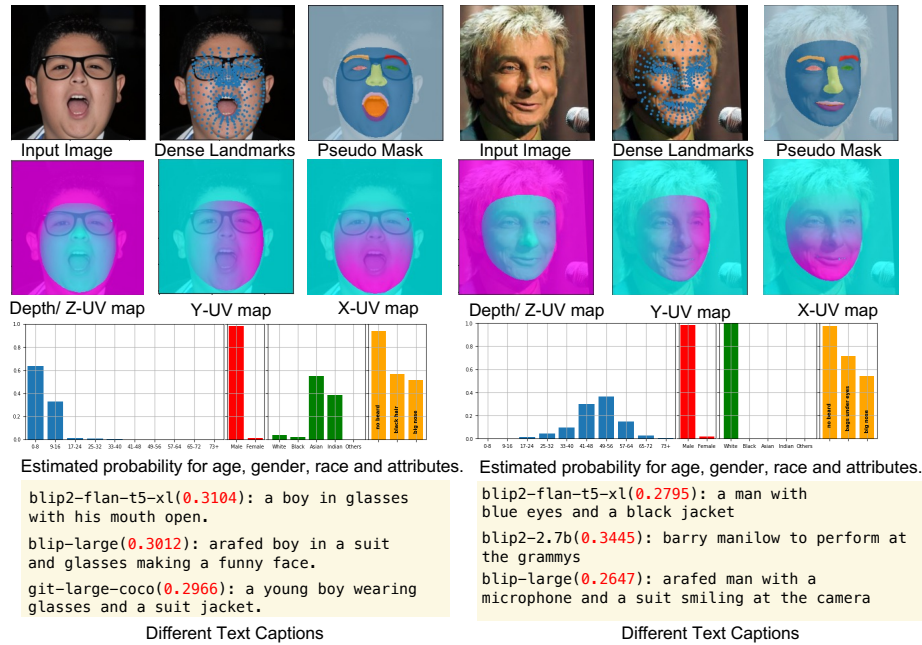 Input Image Dense Landmarks Pseudo Mask Input Image Dense Landmarks Pseudo Mask
Depth/ Z-UV map Y-UV map X-UV map Depth/ Z-UV map Y-UV map X-UV map
1.0
0.8
0.6
0.4
0.2
0.0
no beard
black hair
big nose
0-8 9-16 17-24 25-32 33-40 41-48 49-56 57-64 65-72 73+ Male Female White Black Asian Indian Others
Estimated probability for age, gender, race and attributes.
1.0
0.8
0.6
0.4
0.2
0.0
no beard
bags under eyes
big nose
0-8 9-16 17-24 25-32 33-40 41-48 49-56 57-64 65-72 73+ Male Female White Black Asian Indian Others
Estimated probability for age, gender, race and attributes.
blip2-flan-t5-xl(0.3104): a boy in glasses
with his mouth open.
blip-large(0.3012): arafed boy in a suit
and glasses making a funny face.
git-large-coco(0.2966): a young boy wearing
glasses and a suit jacket.
Different Text Captions
blip2-flan-t5-xl(0.2795): a man with
blue eyes and a black jacket
blip2-2.7b(0.3445): barry manilow to perform at
the grammys
blip-large(0.2647): arafed man with a
microphone and a suit smiling at the camera
Different Text Captions